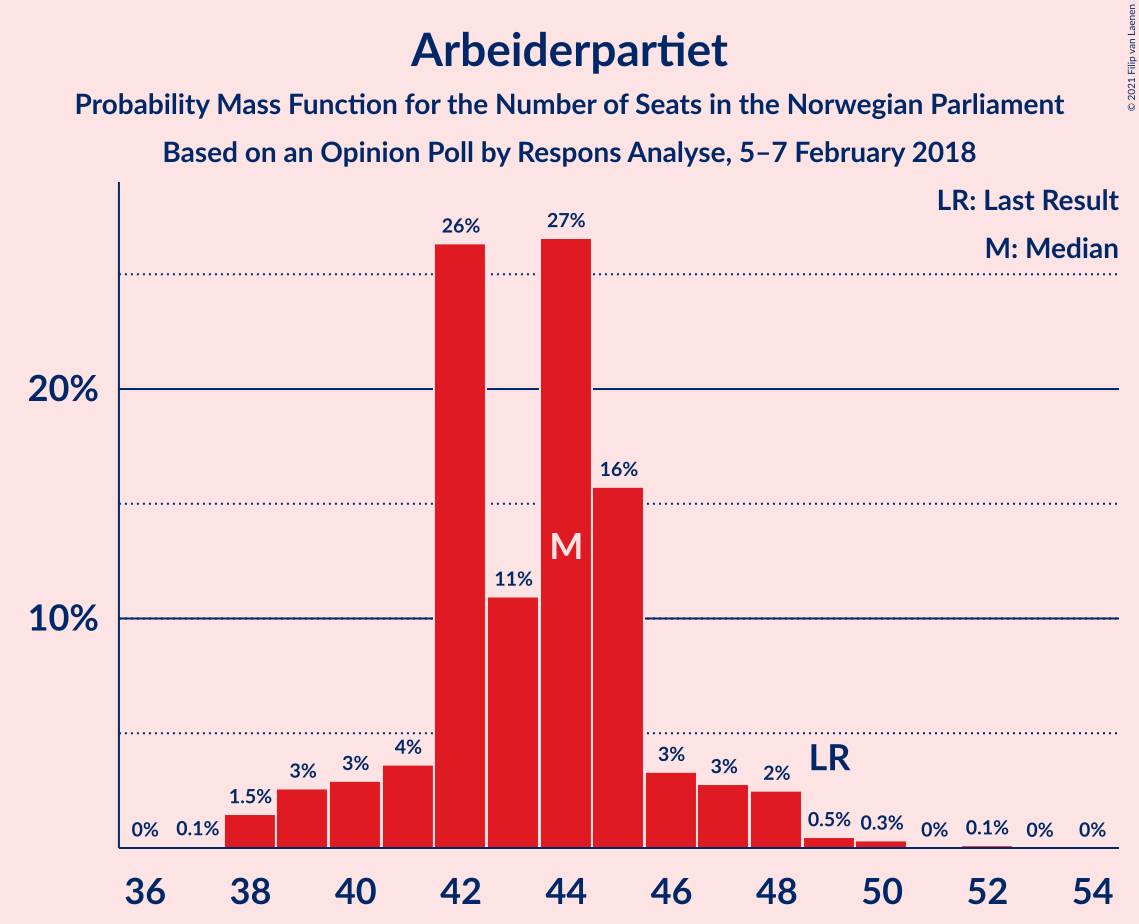 Arbeiderpartiet
Probability Mass Function for the Number of Seats in the Norwegian Parliament
Based on an Opinion Poll by Respons Analyse, 5–7 February 2018
© 2021 Filip van Laenen
LR: Last Result
M: Median
20%
10%
0%
0.1%
1.5%
3%
3%
4%
26%
11%
27%
M
16%
3%
3%
2%
LR
0.5%
0.3%
0%
0.1%
0%
0%
36 38 40 42 44 46 48 50 52 54